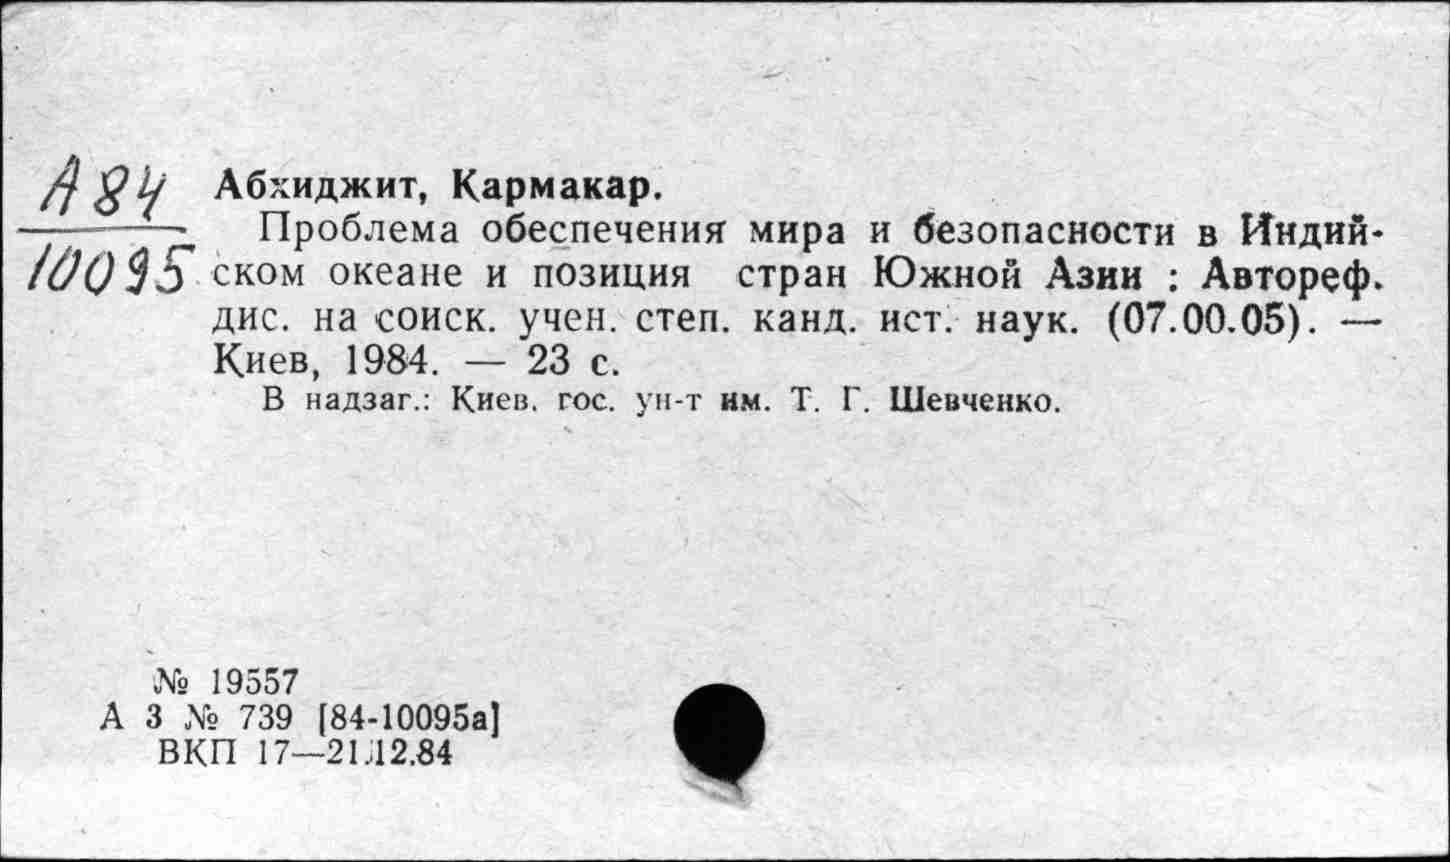 А84
10095
Абхиджит, Кармакар.
Проблема обеспечения мира и безопасности в Индий-
ском океане и позиция стран Южной Азии : Автореф.
дис. на соиск. учен. степ. канд. ист. наук. (07.00.05). —
Киев, 1984. — 23 с.
В надзаг.: Киев. гос. ун-т им. Т. Г. Шевченко.
№ 19557
А 3 № 739 [84-10095а]
ВКП 17—21.12.84